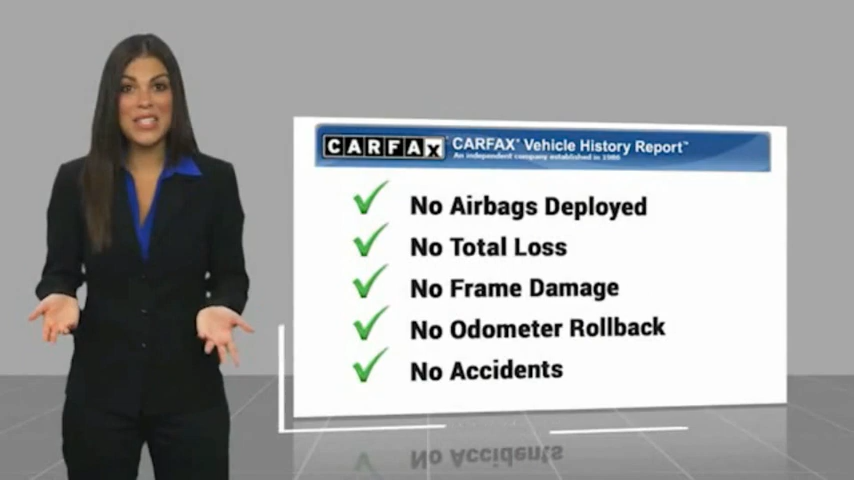 CARFAX CARFAX® Vehicle History Report™
An independent company established in 1986
No Airbags Deployed
No Total Loss
No Frame Damage
No Odometer Rollback
No Accidents
No Accidents